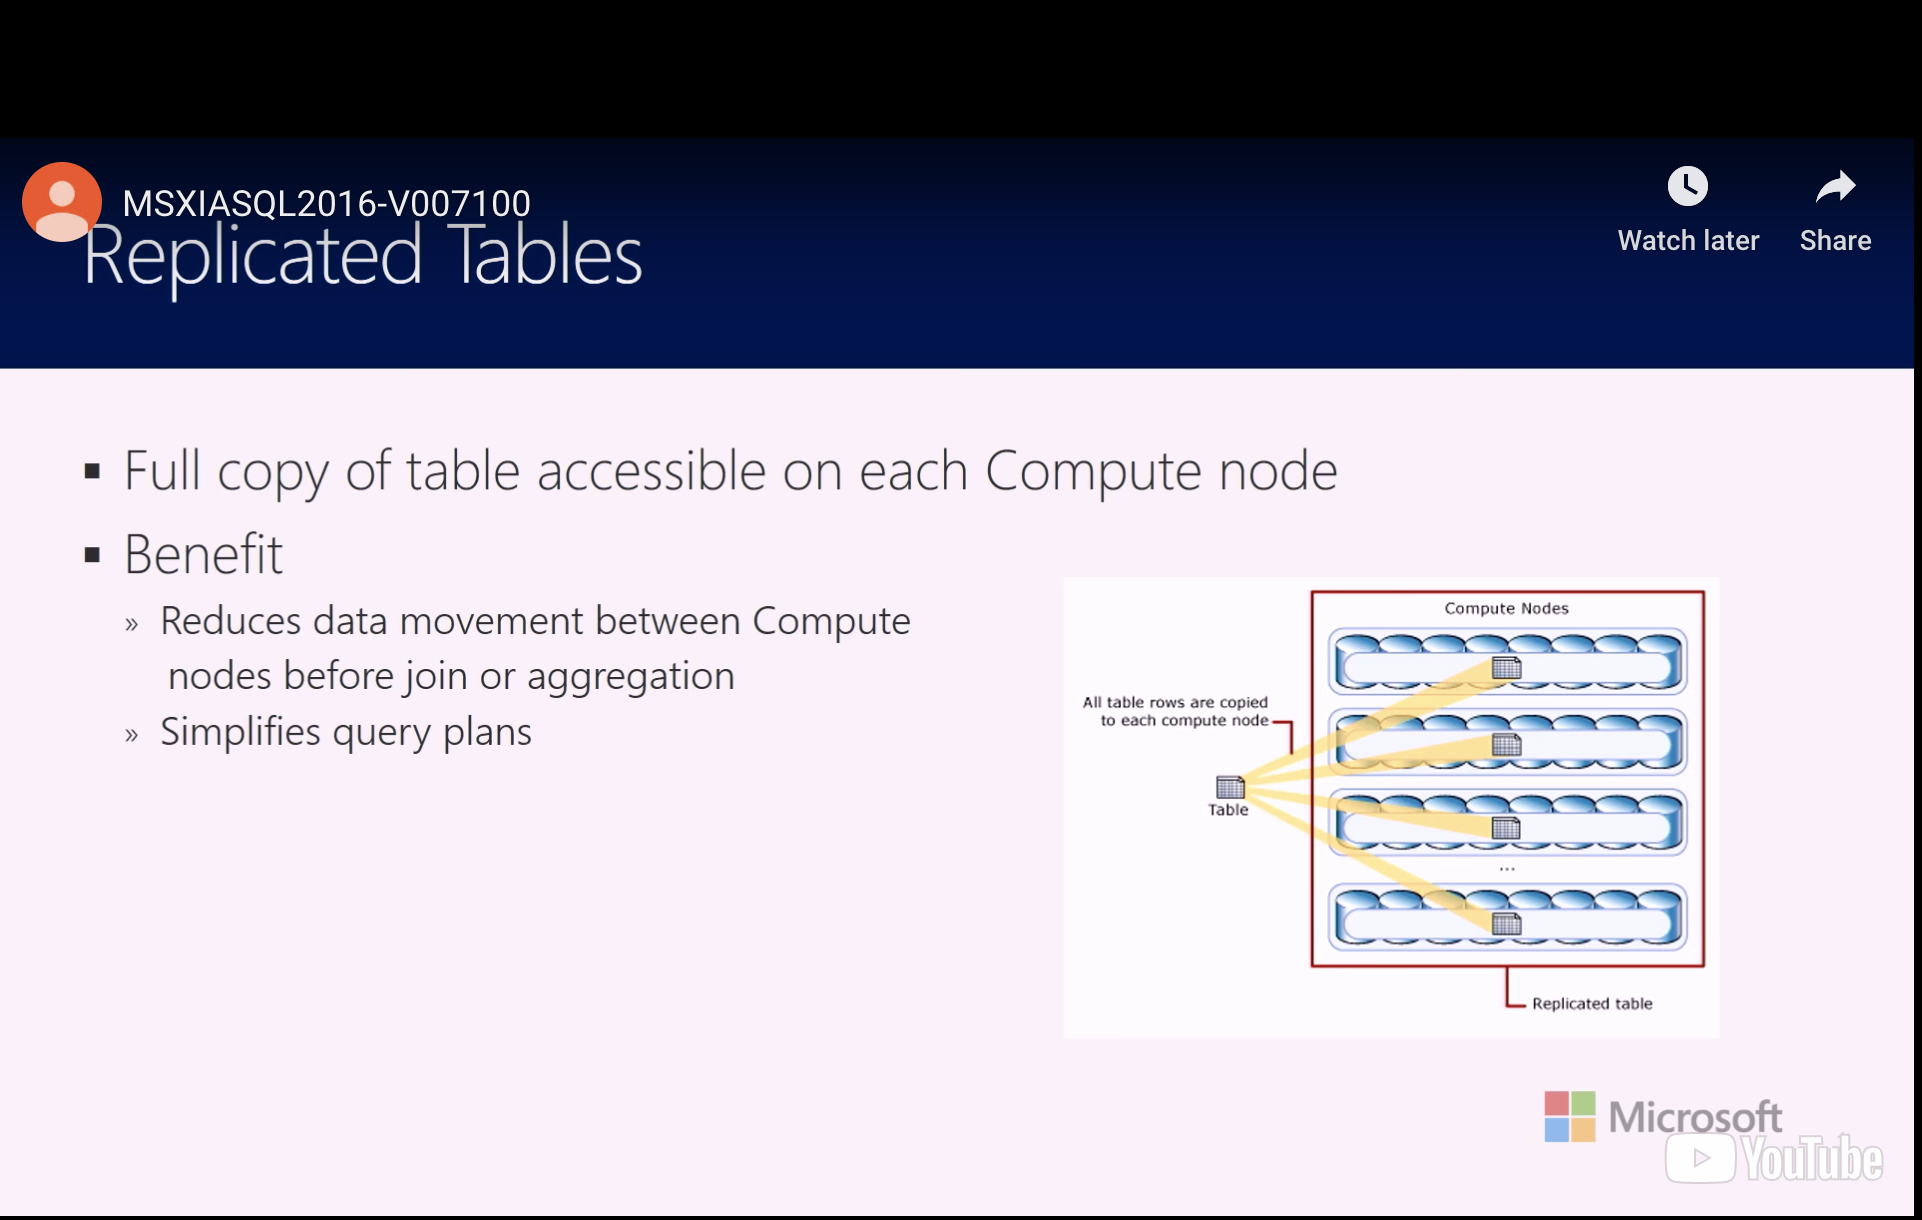 MSXIASQL2016-V007100
Watch later
Share
Replicated Tables
▪ Full copy of table accessible on each Compute node
▪ Benefit
» Reduces data movement between Compute
nodes before join or aggregation
» Simplifies query plans
Compute Nodes
All table rows are copied
to each compute node
Table
...
Replicated table
Microsoft
YouTube